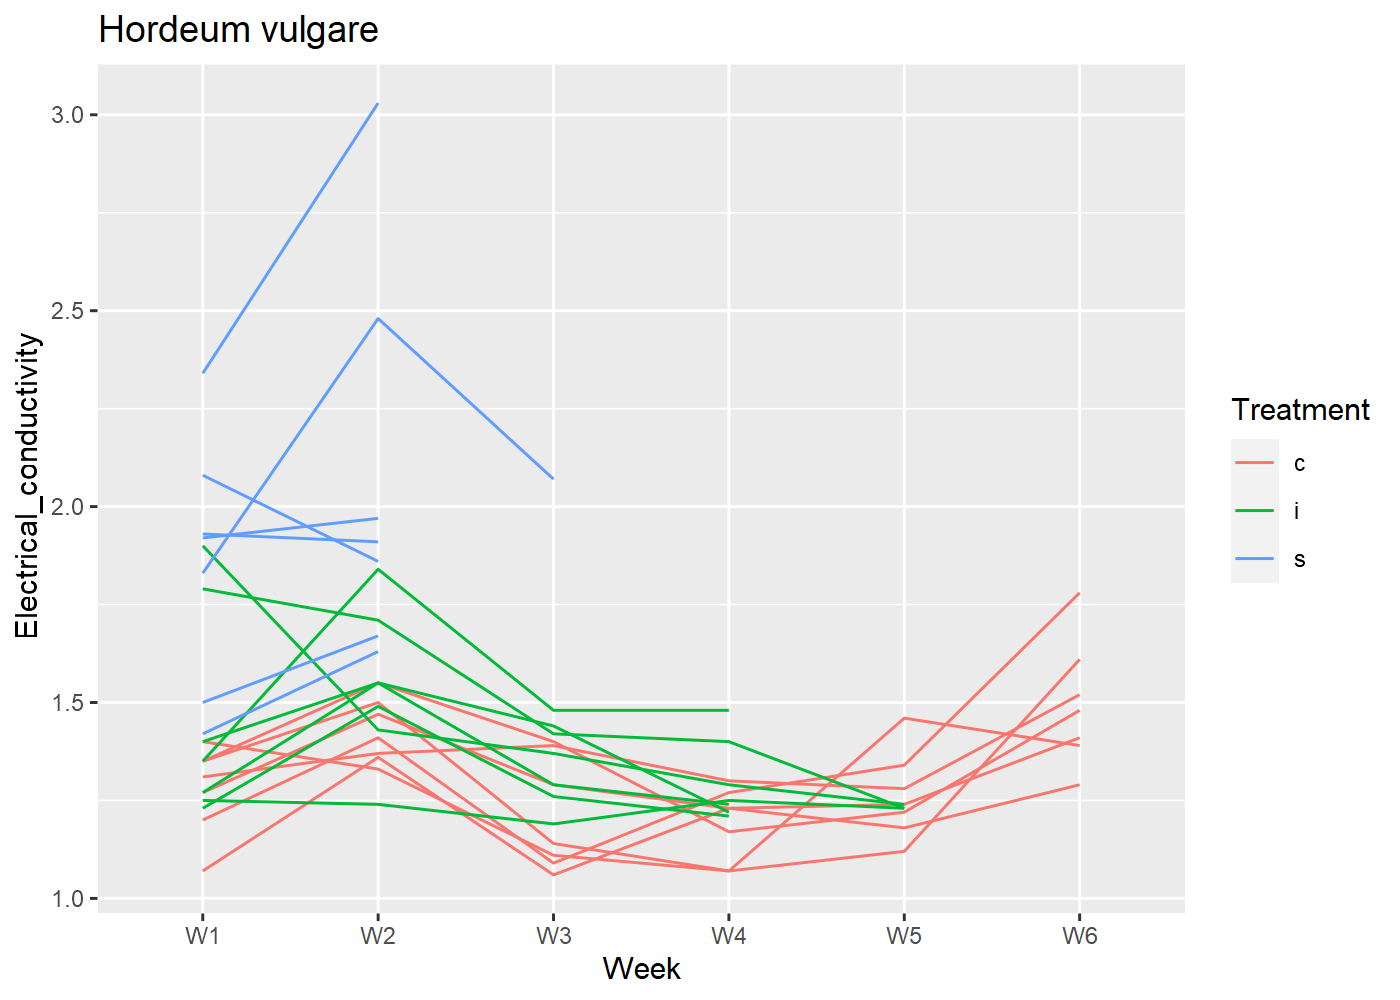 Hordeum vulgare
Electrical_conductivity
3.0
2.5
2.0
1.5
1.0
W1 W2 W3 W4 W5 W6
Week
Treatment
c
i
s